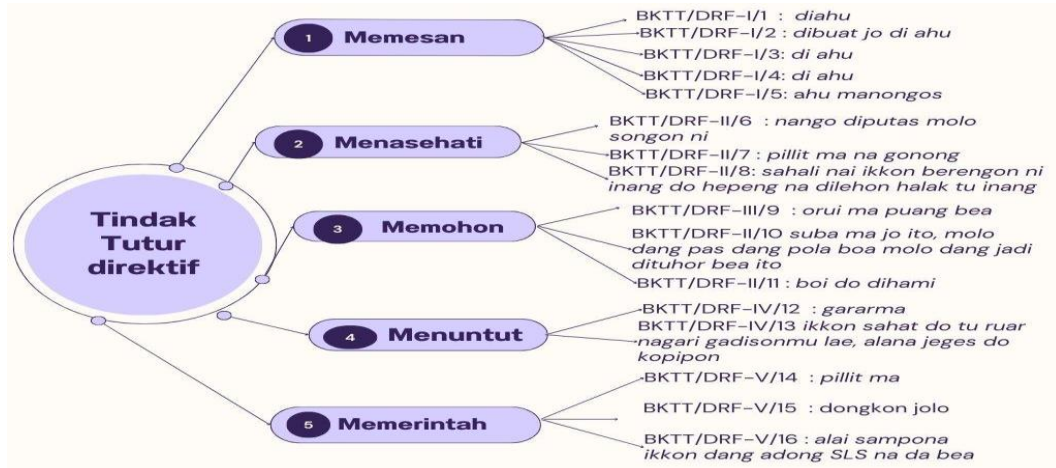 Tindak
Tutur
direktif
1 Memesan
BKTT/DRF-I/1 : diahu
BKTT/DRF-I/2 : dibuat jo di ahu
BKTT/DRF-I/3: di ahu
BKTT/DRF-I/4: di ahu
BKTT/DRF-I/5: ahu manongos
2 Menasehati
BKTT/DRF-II/6 : nango diputas molo
songon ni
BKTT/DRF-II/7 : pillit ma na gonong
BKTT/DRF-II/8: sahali nai ikkon berengon ni
inang do hepeng na dilehon halak tu inang
3 Memohon
BKTT/DRF-III/9 : orui ma puang bea
BKTT/DRF-II/10 suba ma jo ito, molo
dang pas dang pola boa molo dang jadi
dituhor bea ito
BKTT/DRF-II/11 : boi do dihami
4 Menuntut
BKTT/DRF-IV/12 : gararma
BKTT/DRF-IV/13 ikkon sahat do tu ruar
nagari gadisonmu lae, alana jeges do
kopipon
5 Memerintah
BKTT/DRF-V/14 : pillit ma
BKTT/DRF-V/15 : dongkon jolo
BKTT/DRF-V/16 : alai sampona
ikkon dang adong SLS na da bea